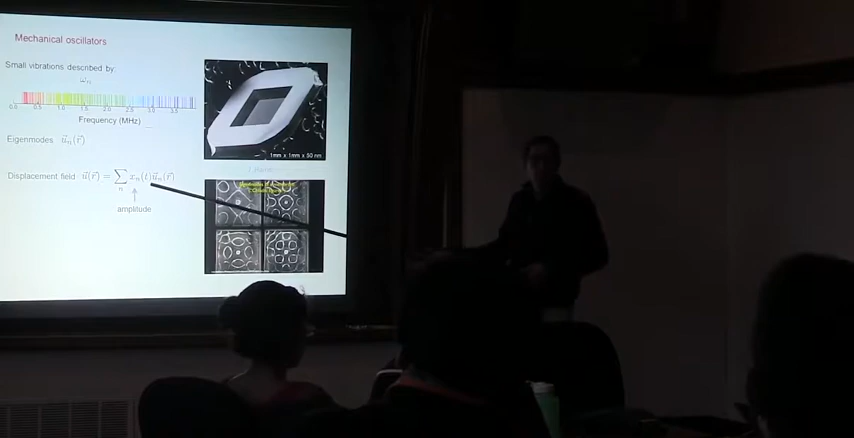 Mechanical oscillators
Small vibrations described by:
ω_n
0.0 0.5 1.0 1.5 2.0 2.5 3.0 3.5
Frequency (MHz)
Eigenmodes u⃗_n(r⃗)
Displacement field u⃗(r⃗) = ∑_n x_n(t)u⃗_n(r⃗)
amplitude
1mm x 1mm x 50 nm